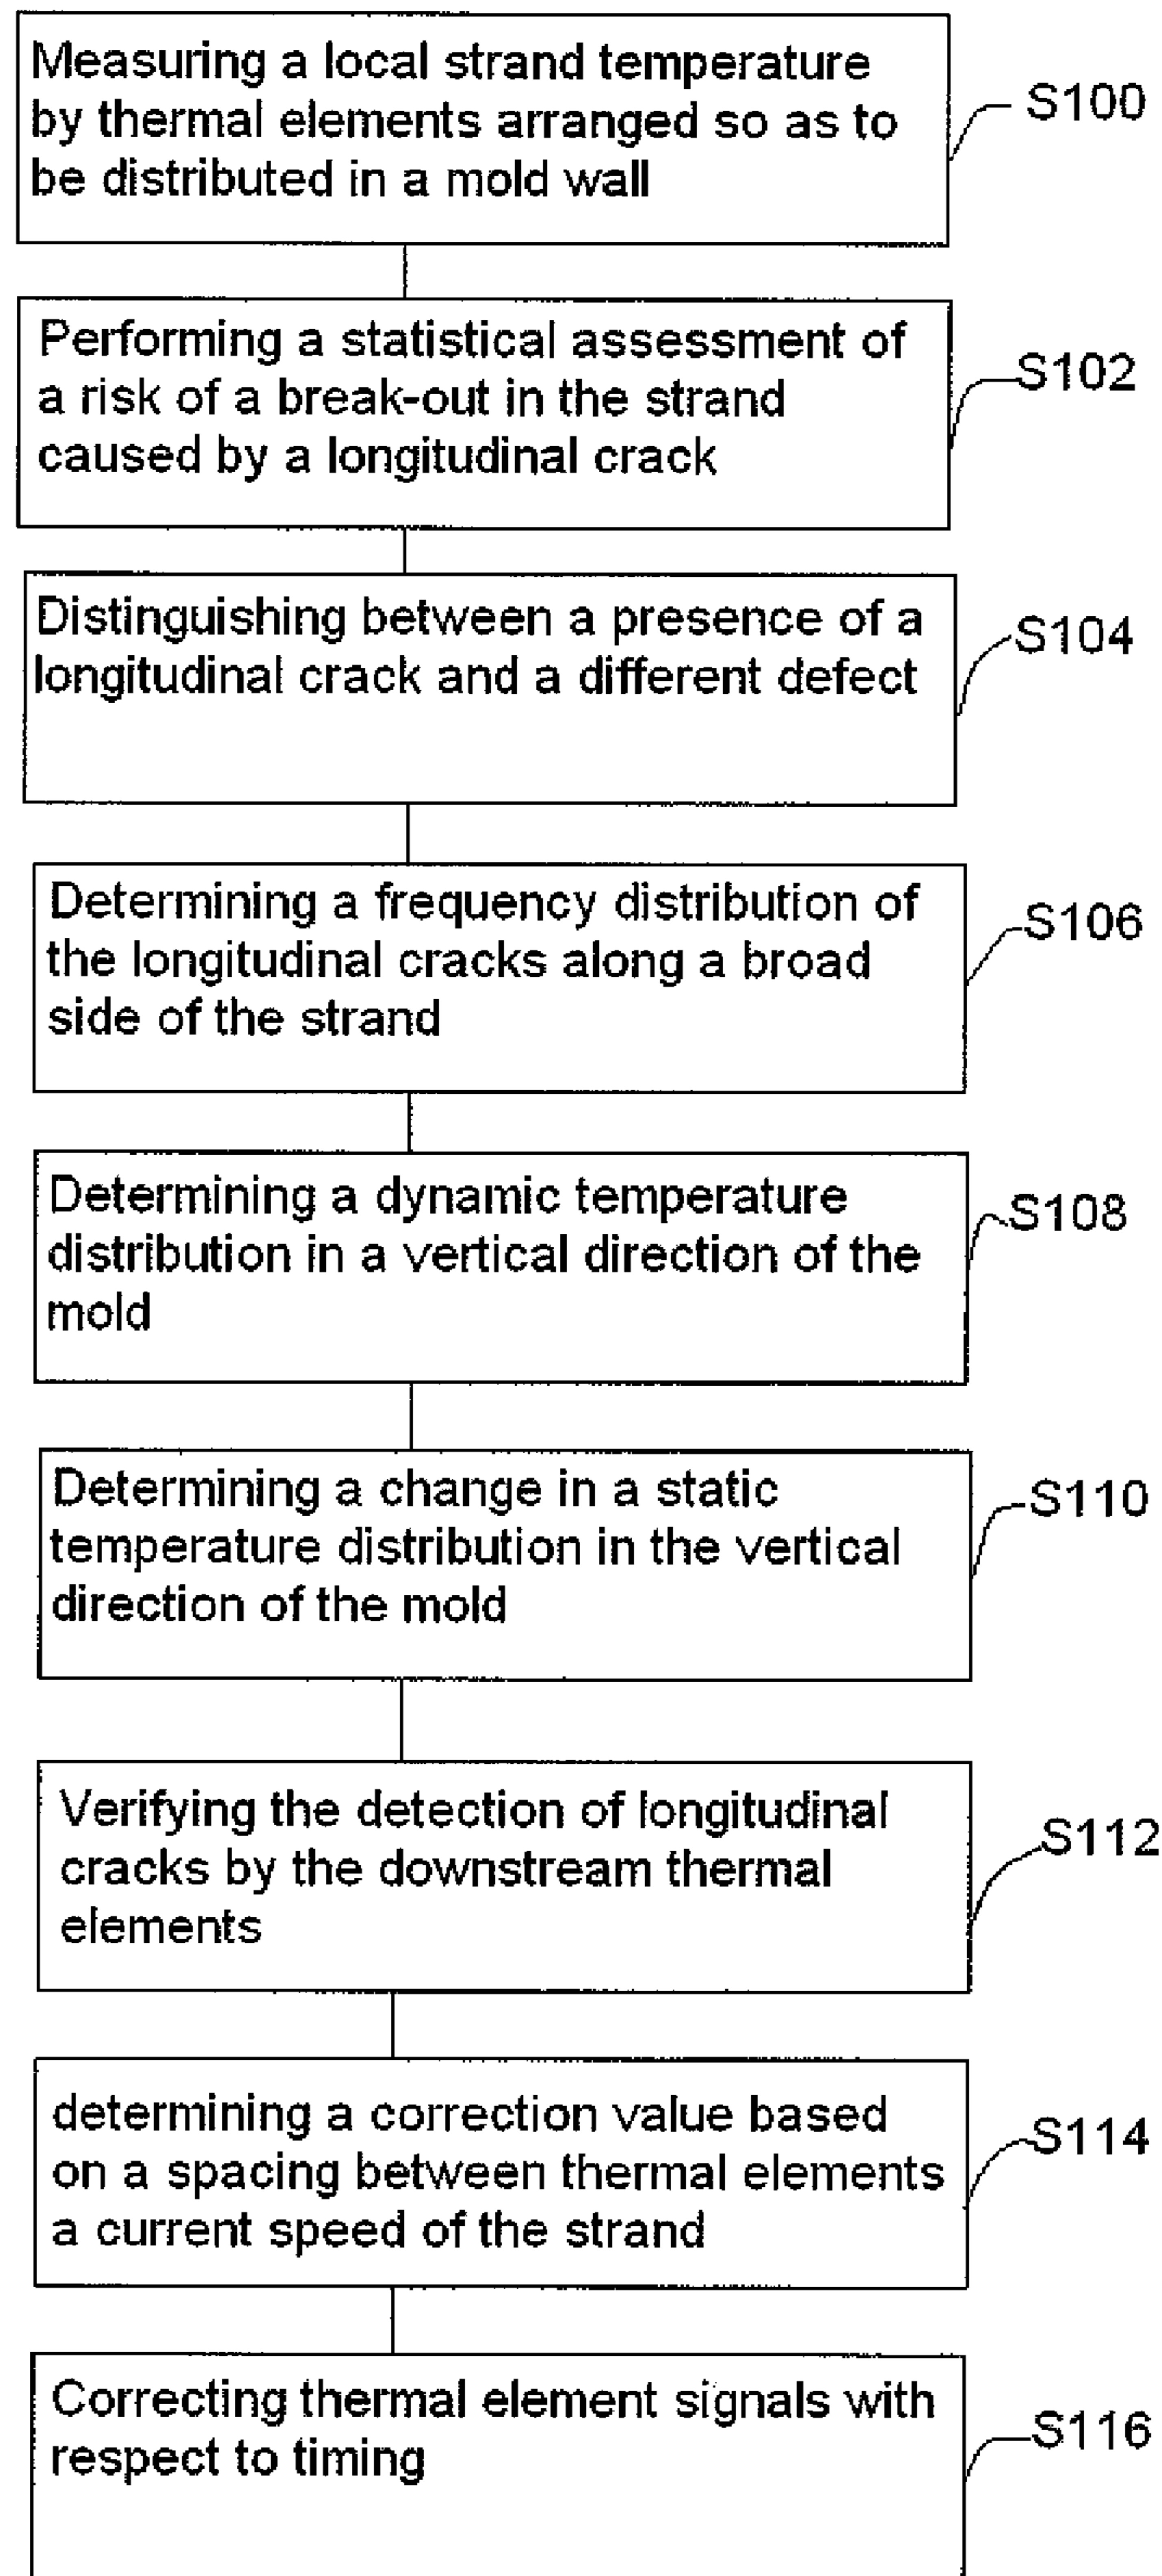 Measuring a local strand temperature
by thermal elements arranged so as to
be distributed in a mold wall
S100
Performing a statistical assessment of
a risk of a break-out in the strand
caused by a longitudinal crack
S102
Distinguishing between a presence of a
longitudinal crack and a different defect
S104
Determining a frequency distribution of
the longitudinal cracks along a broad
side of the strand
S106
Determining a dynamic temperature
distribution in a vertical direction of the
mold
S108
Determining a change in a static
temperature distribution in the vertical
direction of the mold
S110
Verifying the detection of longitudinal
cracks by the downstream thermal
elements
S112
determining a correction value based
on a spacing between thermal elements
a current speed of the strand
S114
Correcting thermal element signals with
respect to timing
S116